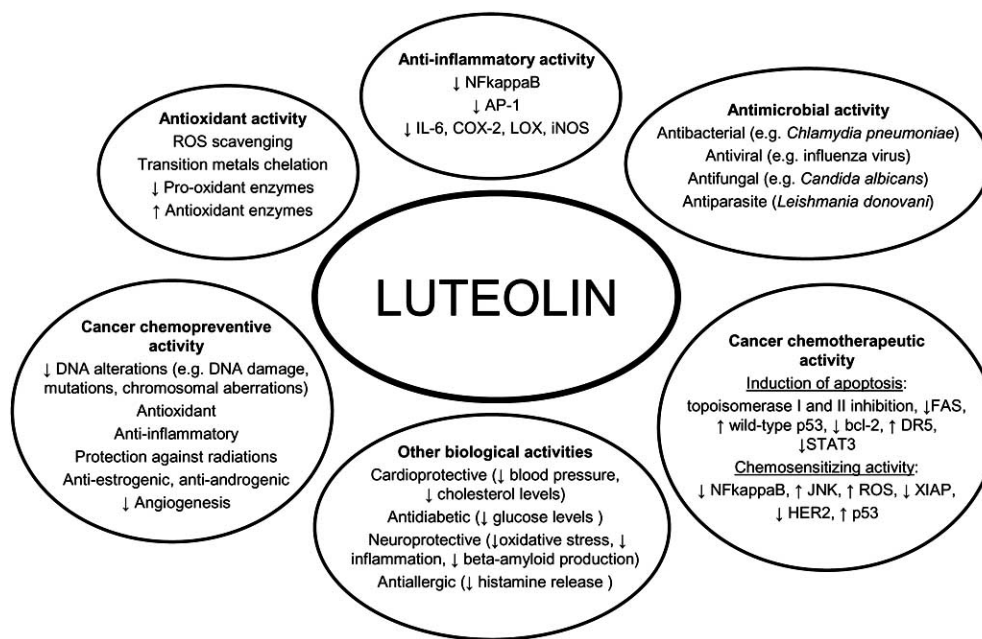 Anti-inflammatory activity
↓ NFkappaB
↓ AP-1
↓ IL-6, COX-2, LOX, iNOS
Antioxidant activity
ROS scavenging
Transition metals chelation
↓ Pro-oxidant enzymes
↑ Antioxidant enzymes
Antimicrobial activity
Antibacterial (e.g. Chlamydia pneumoniae)
Antiviral (e.g. influenza virus)
Antifungal (e.g. Candida albicans)
Antiparasite (Leishmania donovani)
LUTEOLIN
Cancer chemopreventive
activity
↓ DNA alterations (e.g. DNA damage,
mutations, chromosomal aberrations)
Antioxidant
Anti-inflammatory
Protection against radiations
Anti-estrogenic, anti-androgenic
↓ Angiogenesis
Cancer chemotherapeutic
activity
Induction of apoptosis:
topoisomerase I and II inhibition, ↓FAS,
↑ wild-type p53, ↓ bcl-2, ↑ DR5,
↓STAT3
Chemosensitizing activity:
↓ NFkappaB, ↑ JNK, ↑ ROS, ↓ XIAP,
↓ HER2, ↑ p53
Other biological activities
Cardioprotective (↓ blood pressure,
↓ cholesterol levels)
Antidiabetic (↓ glucose levels )
Neuroprotective (↓oxidative stress, ↓
inflammation, ↓ beta-amyloid production)
Antiallergic (↓ histamine release )